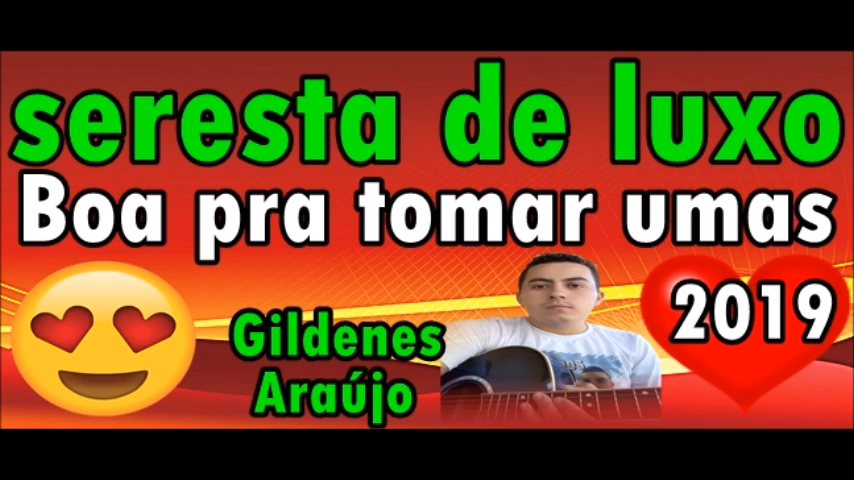 seresta de luxo
Boa pra tomar umas
2019
Gildenes
Araújo